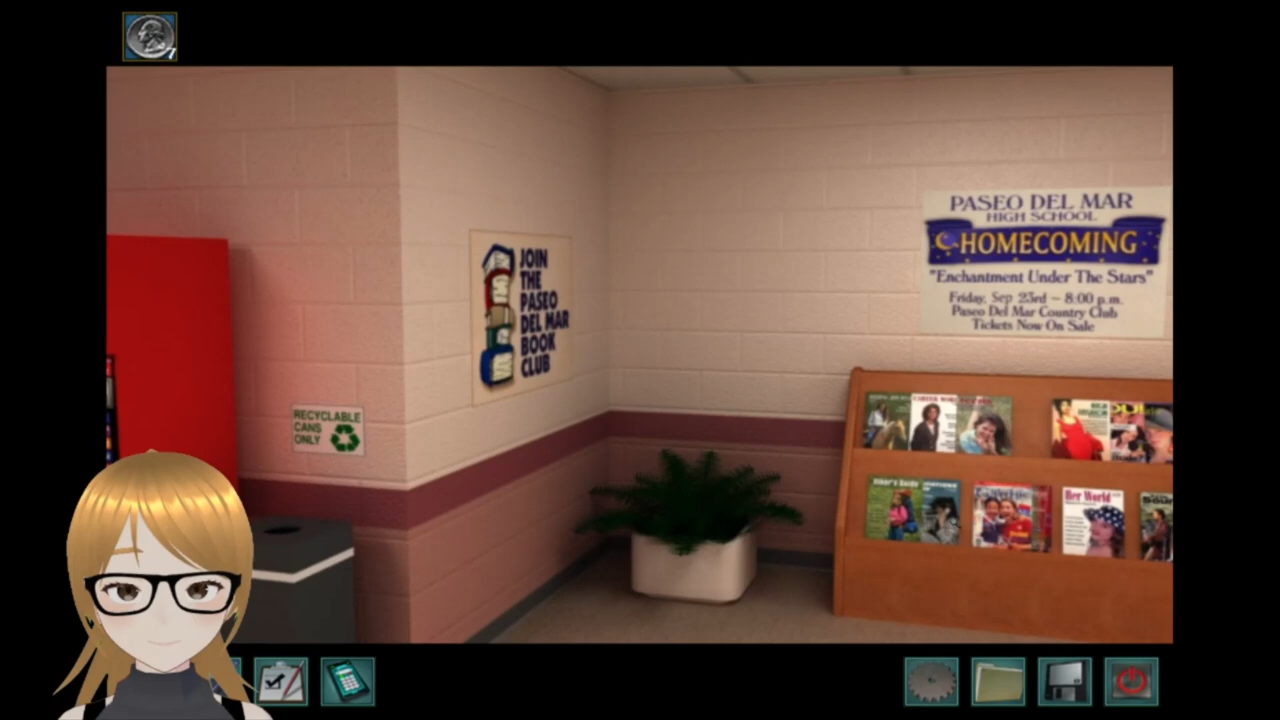 7
JOIN
THE
PASEO
DEL MAR
BOOK
CLUB
PASEO DEL MAR
HIGH SCHOOL
HOMECOMING
"Enchantment Under The Stars"
Friday, Sep 23rd ~ 8:00 p.m.
Paseo Del Mar Country Club
Tickets Now On Sale
RECYCLABLE
CANS
ONLY
Her World